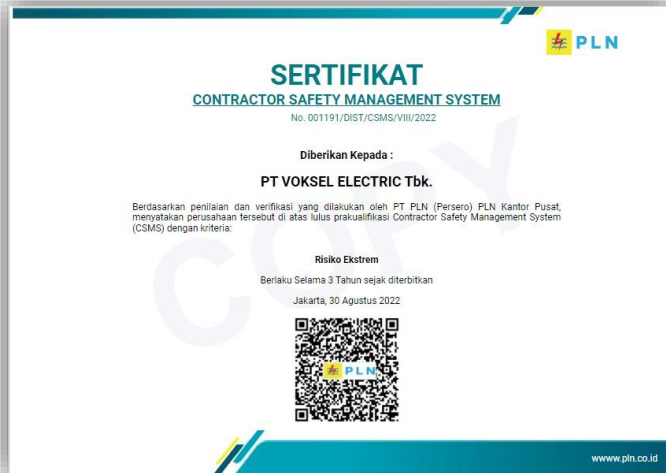 PLN
SERTIFIKAT
CONTRACTOR SAFETY MANAGEMENT SYSTEM
No. 001191/DIST/CSMS/VIII/2022
Diberikan Kepada :
PT VOKSEL ELECTRIC Tbk.
Berdasarkan penilaian dan verifikasi yang dilakukan oleh PT PLN (Persero) PLN Kantor Pusat,
menyatakan perusahaan tersebut di atas lulus prakualifikasi Contractor Safety Management System
(CSMS) dengan kriteria:
COPY
Risiko Ekstrem
Berlaku Selama 3 Tahun sejak diterbitkan
Jakarta, 30 Agustus 2022
PLN
wwww.pln.co.id